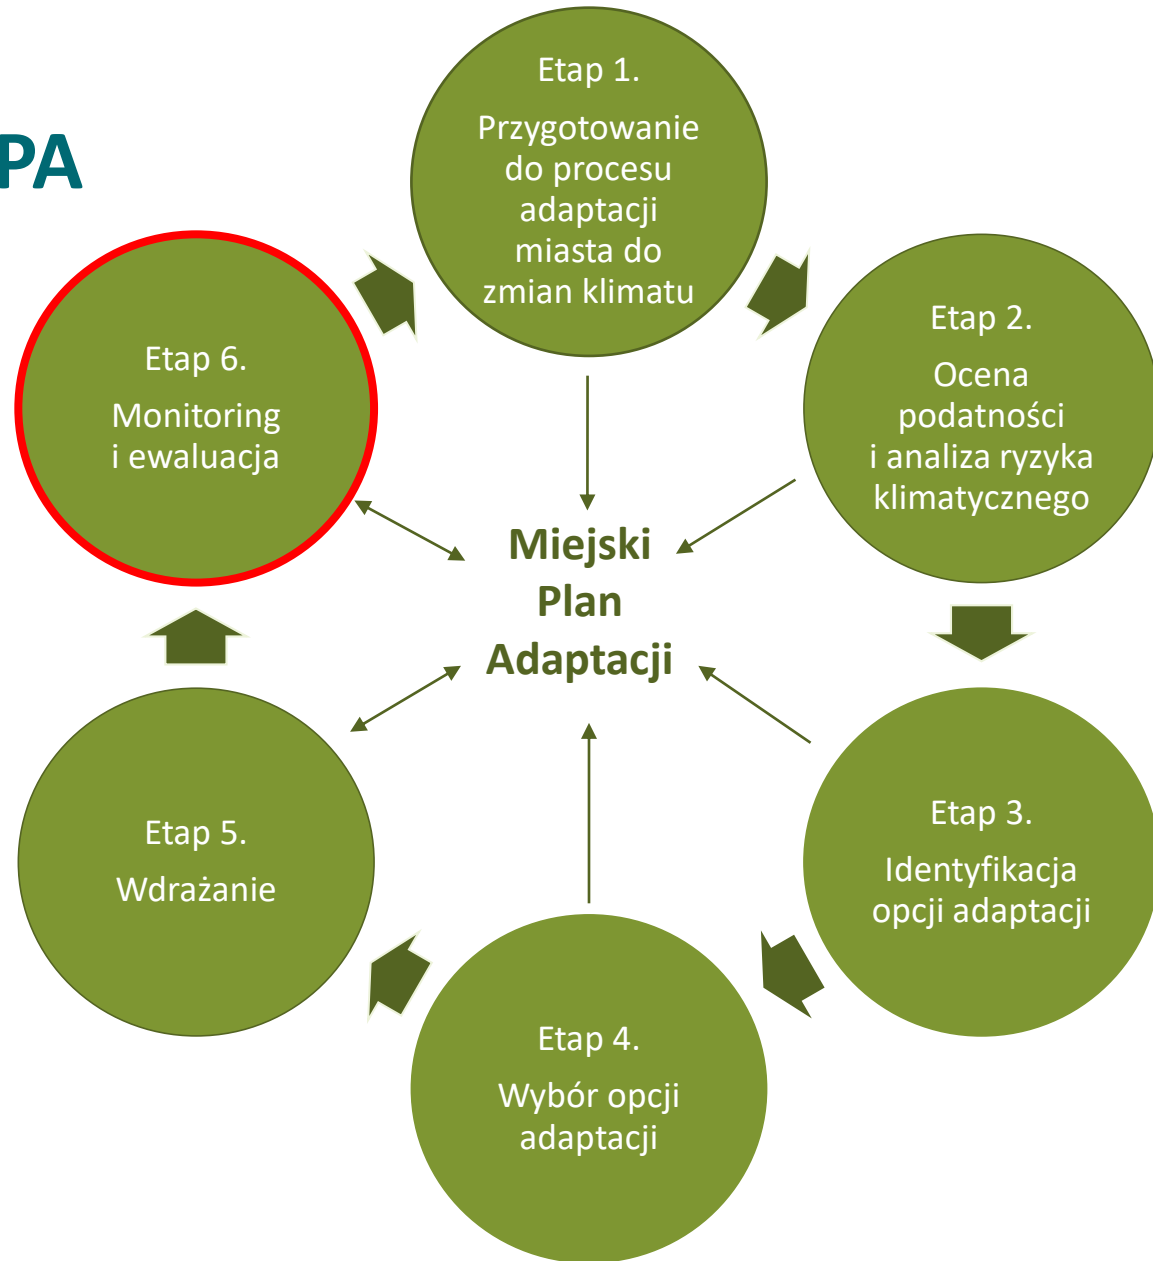 PA
Etap 1.
Przygotowanie
do procesu
adaptacji
miasta do
zmian klimatu
Etap 2.
Ocena
podatności
i analiza ryzyka
klimatycznego
Etap 3.
Identyfikacja
opcji adaptacji
Etap 4.
Wybór opcji
adaptacji
Etap 5.
Wdrażanie
Etap 6.
Monitoring
i ewaluacja
Miejski
Plan
Adaptacji